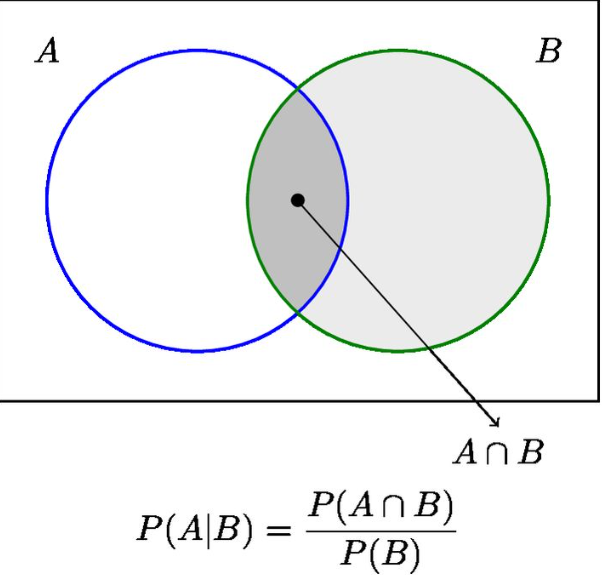 A B
A ∩ B
P(A|B) = P(A ∩ B) / P(B)